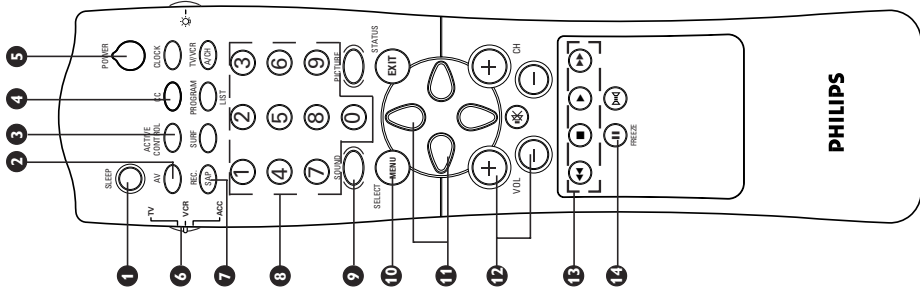 1 2 3 4 5
6 7 8 9 10 11 12 13 14
SLEEP
POWER
TV
VCR
ACC
AV
ACTIVE
CONTROL
CC
CLOCK
REC.
SAP
SURF
PROGRAM
LIST
TV/VCR
A/CH
1 2 3
4 5 6
7 8 9
0
SOUND
PICTURE
SELECT
STATUS
MENU
EXIT
VOL
CH
FREEZE
PHILIPS